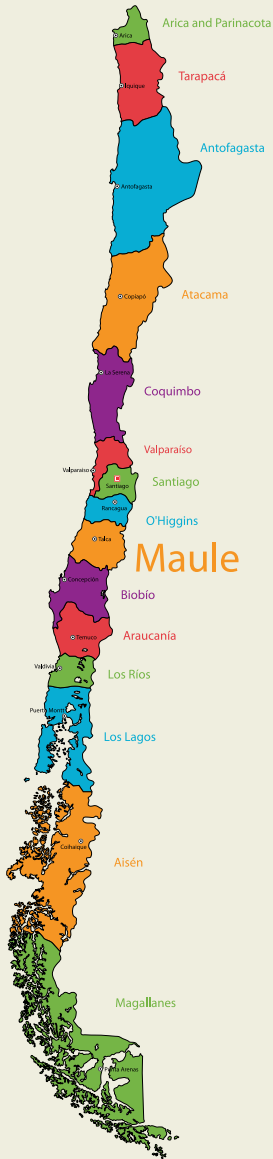 Arica and Parinacota
Arica
Tarapacá
Iquique
Antofagasta
Antofagasta
Atacama
Copiapó
La Serena
Coquimbo
Valparaíso
Valparaíso
Santiago
Santiago
Rancagua
O'Higgins
Talca
Maule
Concepción
Biobío
Temuco
Araucanía
Valdivia
Los Ríos
Puerto Montt
Los Lagos
Coihaique
Aisén
Magallanes
Punta Arenas